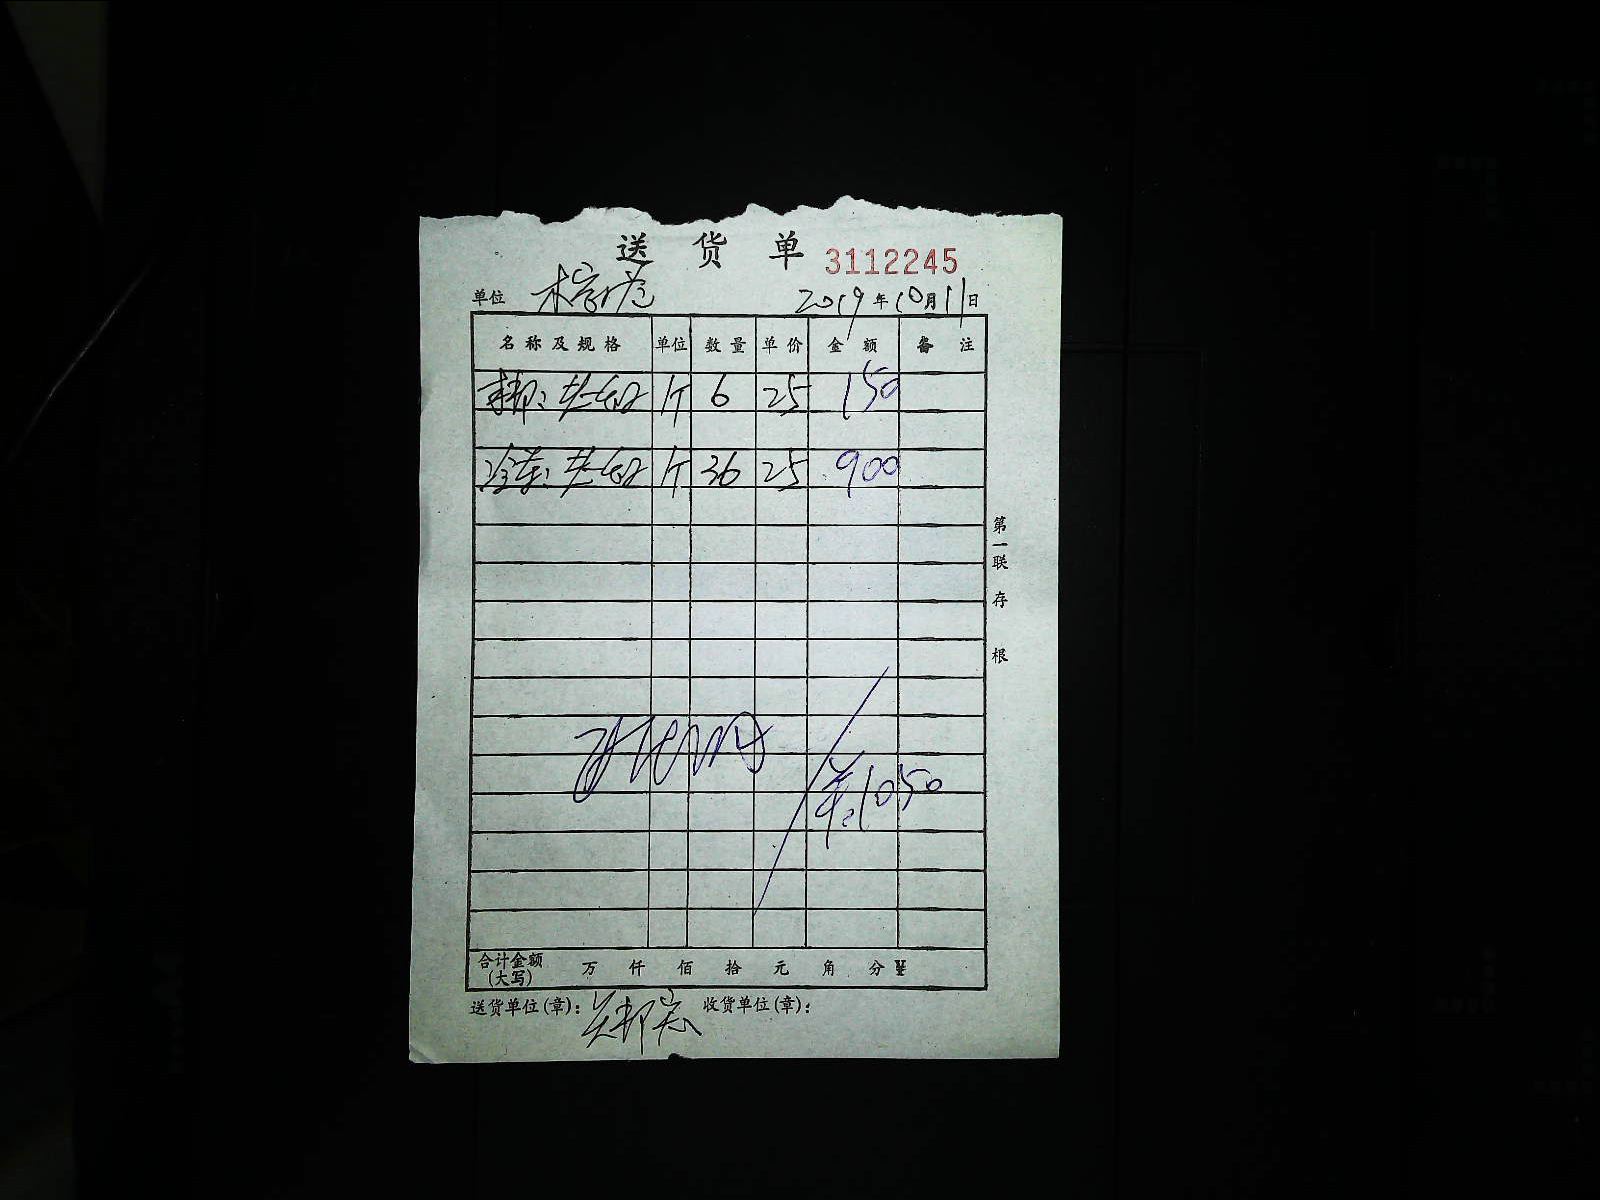 送货单 3112245
单位 2019年10月11日
名称及规格 单位 数量 单价 金额 备注
斤 6 25 150
冷冻: 斤 36 25 900
第一联 存根
1050
合计金额(大写) 万 仟 佰 拾 元 角 分 ¥
送货单位(章): 收货单位(章):